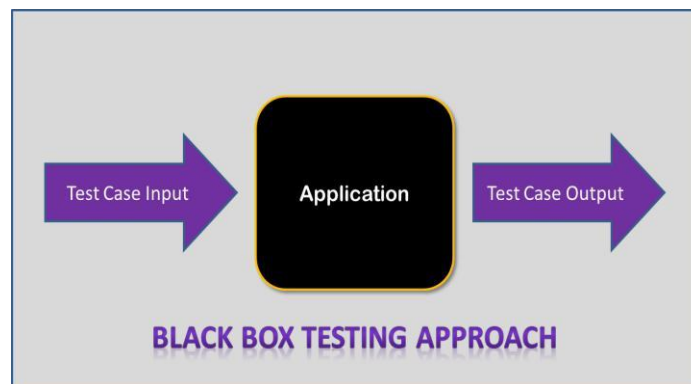 Test Case Input
Application
Test Case Output
BLACK BOX TESTING APPROACH